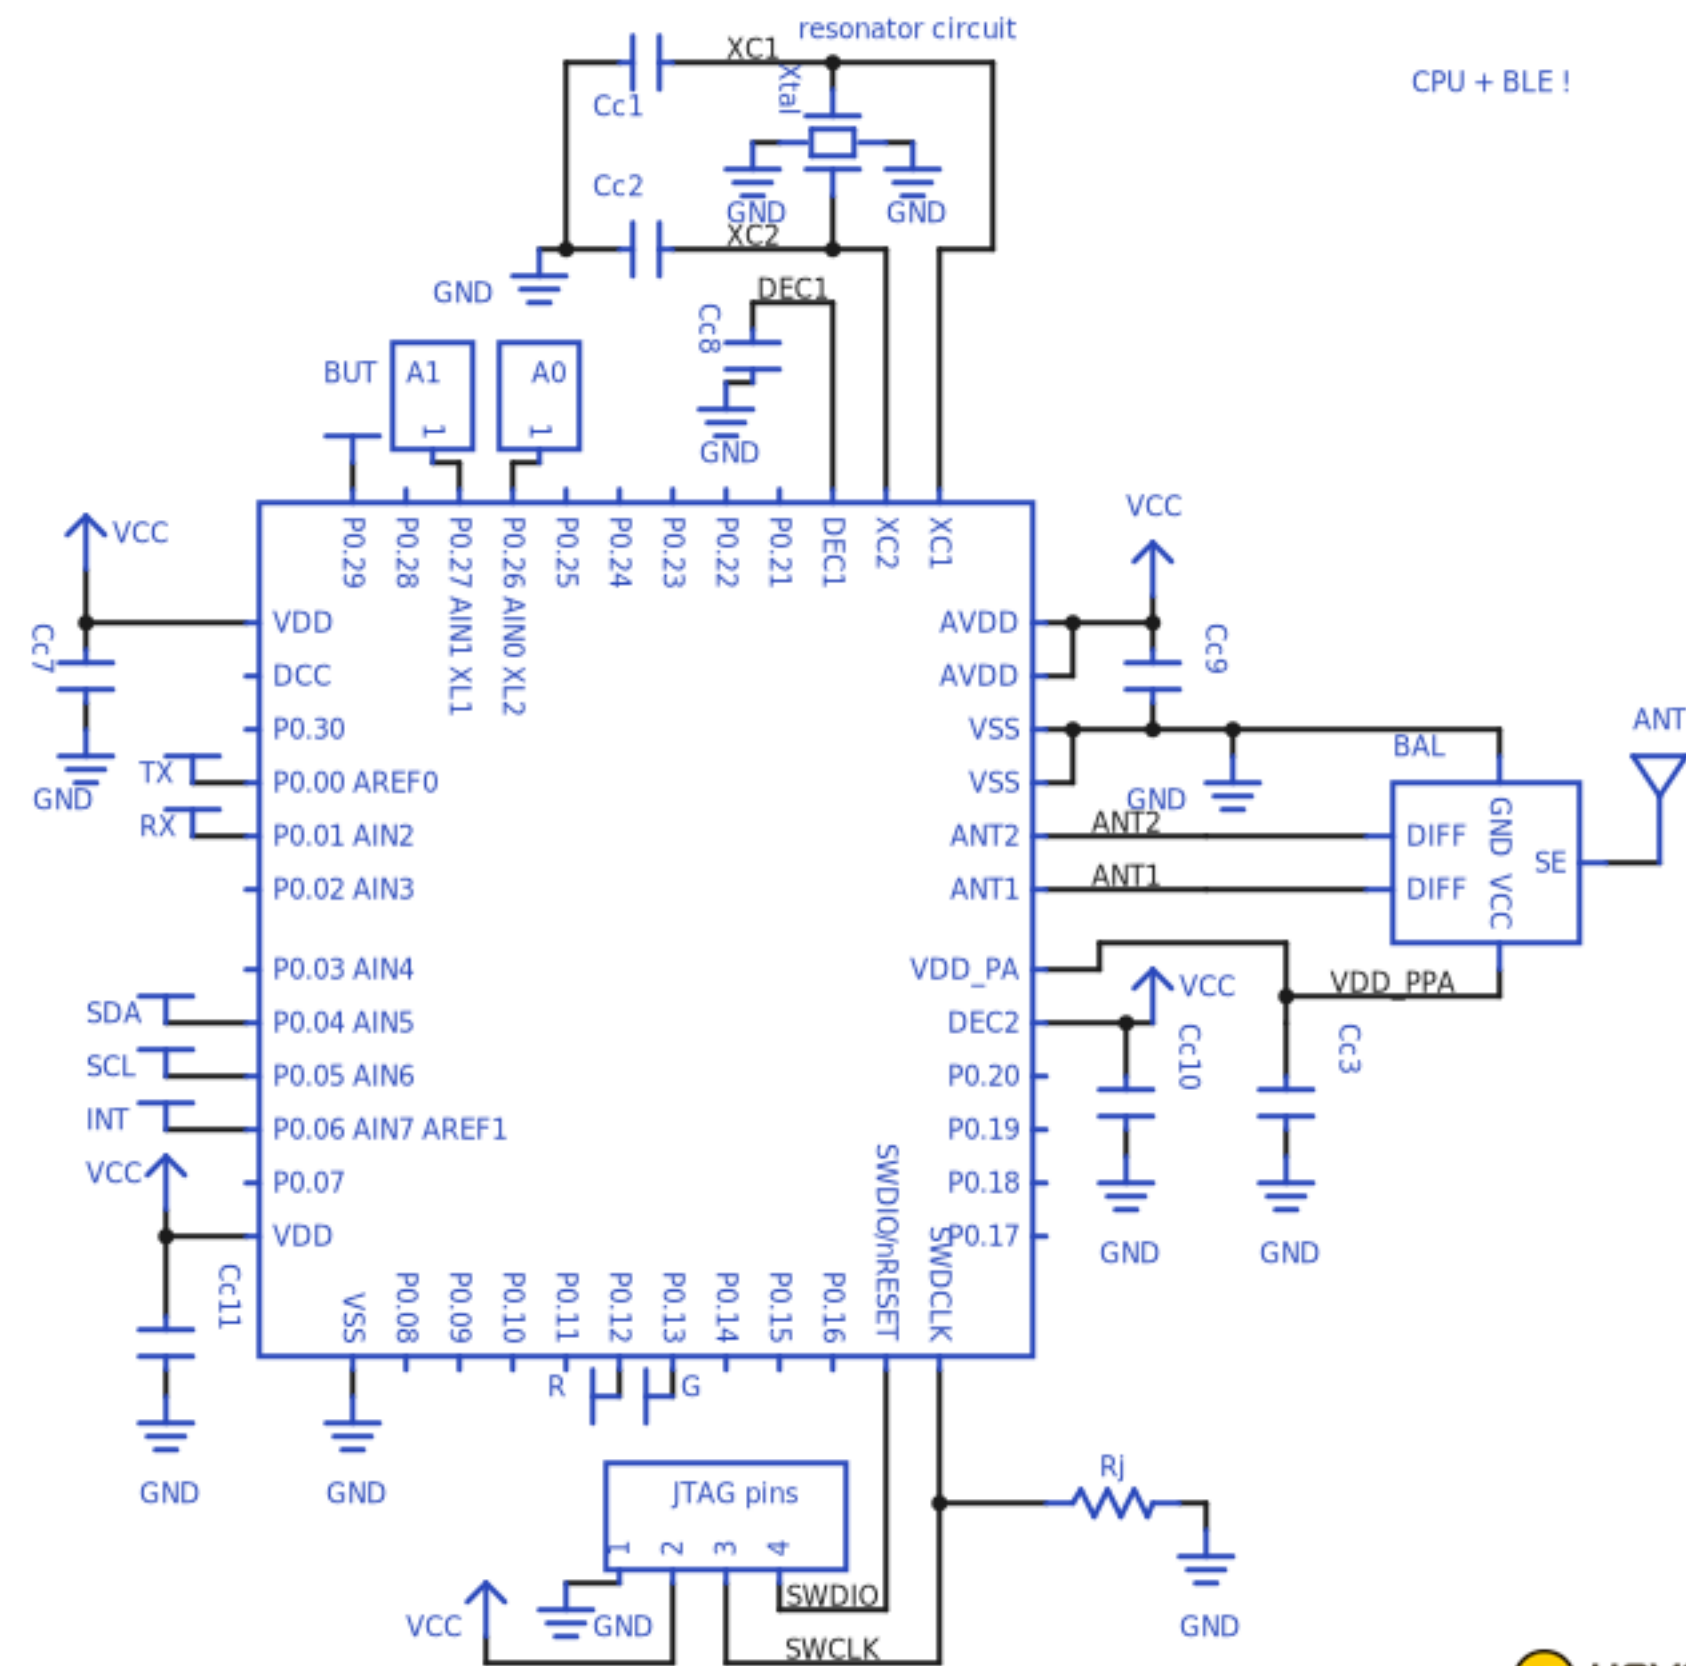 resonator circuit
XC1
Xtal
CPU + BLE !
Cc1
Cc2
GND
GND
XC2
GND
DEC1
Cc8
BUT
A1
A0
1
1
GND
VCC
VCC
P0.29
P0.28
P0.27 AIN1 XL1
P0.26 AIN0 XL2
P0.25
P0.24
P0.23
P0.22
P0.21
DEC1
XC2
XC1
Cc7
VDD
AVDD
Cc9
DCC
AVDD
P0.30
VSS
BAL
ANT
TX
P0.00 AREF0
VSS
GND
GND
ANT2
RX
P0.01 AIN2
ANT2
DIFF
GND VCC
SE
P0.02 AIN3
ANT1
ANT1
DIFF
P0.03 AIN4
VDD_PA
VCC
VDD_PPA
SDA
P0.04 AIN5
DEC2
Cc10
Cc3
SCL
P0.05 AIN6
P0.20
INT
P0.06 AIN7 AREF1
P0.19
VCC
P0.07
SWDIO/nRESET
P0.18
VDD
SWDCLK
P0.17
GND
GND
Cc11
VSS
P0.08
P0.09
P0.10
P0.11
P0.12
P0.13
P0.14
P0.15
P0.16
R
G
GND
GND
JTAG pins
Rj
1
2
3
4
SWDIO
VCC
GND
GND
SWCLK